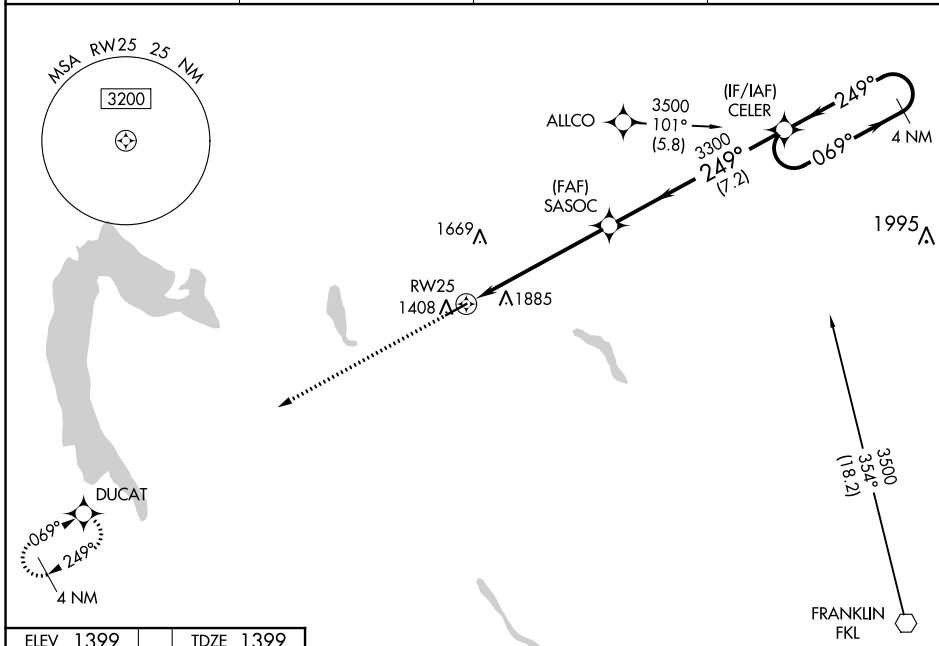 MSA RW25 25 NM
3200
(IF/IAF)
CELER
ALLCO
3500
101°
(5.8)
249°
069°
4 NM
3300
249°
(7.2)
(FAF)
SASOC
1669
1995
RW25
1408
1885
3500
354°
(18.2)
DUCAT
069°
249°
4 NM
FRANKLIN
FKL
ELEV 1399 TDZE 1399